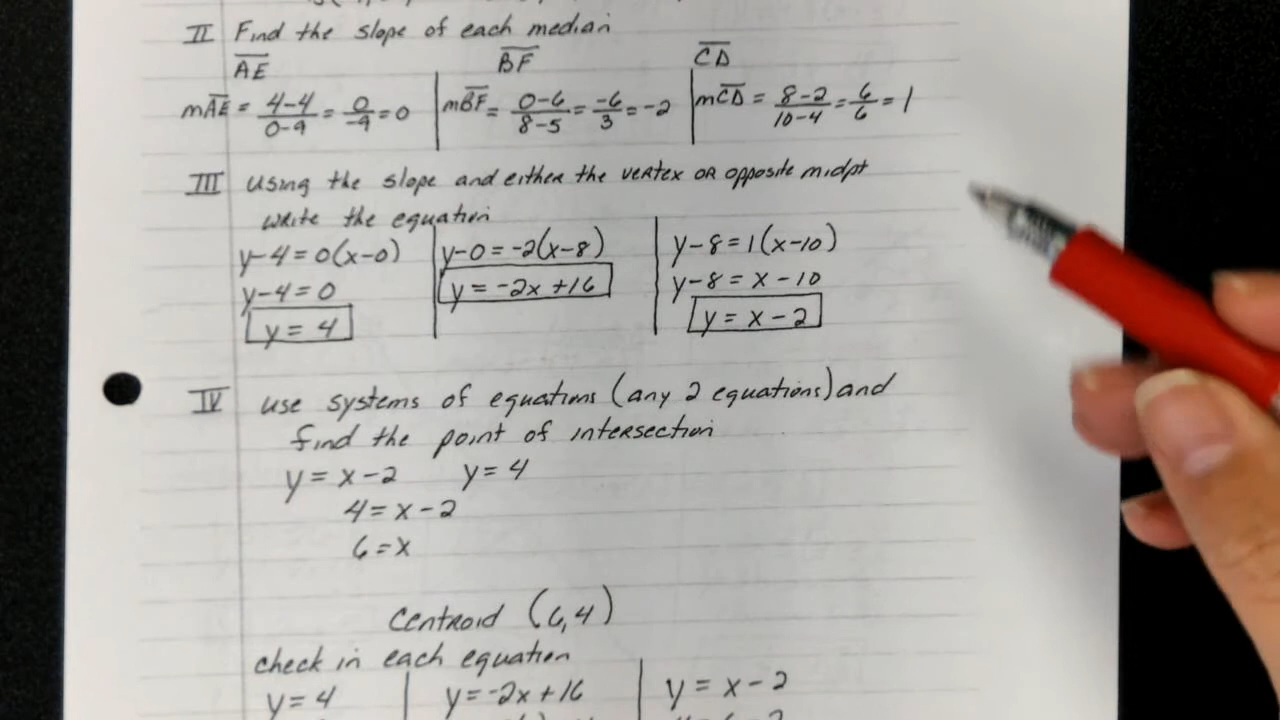 II Find the slope of each median
AE BF CD
mAE = 4-4/0-9 = 0/-9 = 0 mBF = 0-6/8-5 = -6/3 = -2 mCD = 8-2/10-4 = 6/6 = 1
III using the slope and either the vertex or opposite midpt
write the equation
y-4 = 0(x-0) y-0 = -2(x-8) y-8 = 1(x-10)
y-4 = 0 y = -2x + 16 y-8 = x - 10
y = 4 y = x - 2
IV use systems of equations (any 2 equations) and
find the point of intersection
y = x - 2 y = 4
4 = x - 2
6 = x
Centroid (6,4)
check in each equation
y = 4 y = -2x + 16 y = x - 2